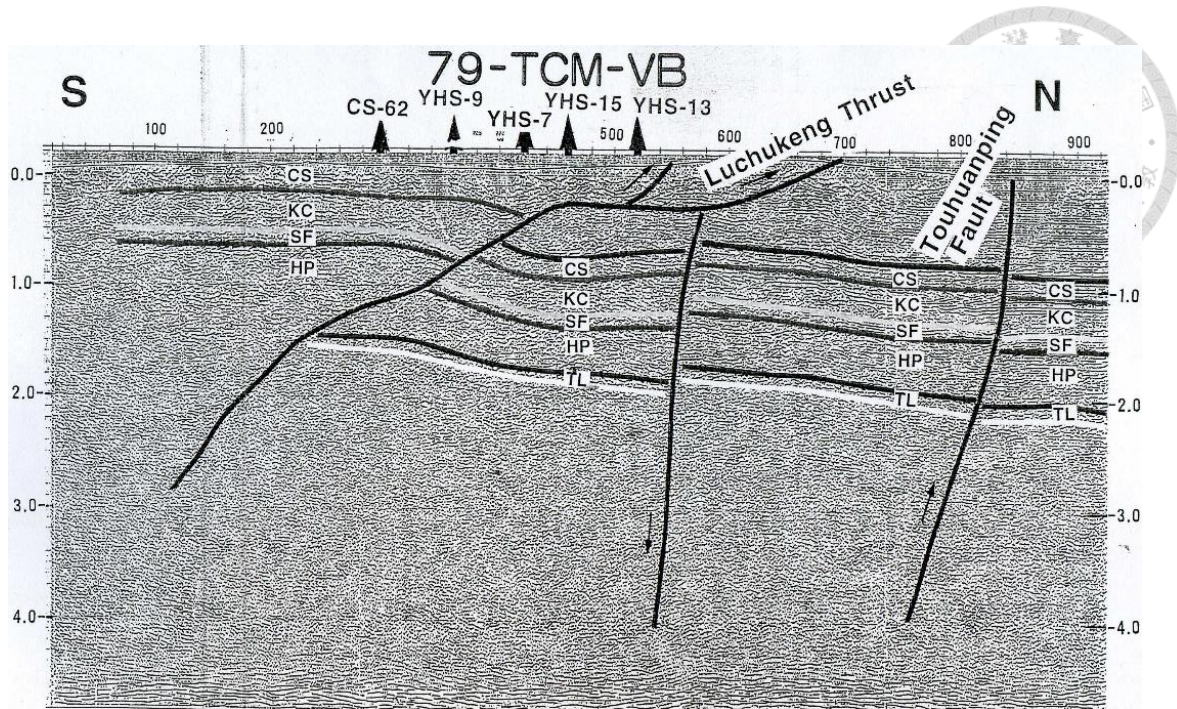 79-TCM-VB
S
N
CS-62
YHS-9
YHS-7
YHS-15
YHS-13
100
200
500
600
700
800
900
Luchukeng Thrust
Touhuanping
Fault
0.0
1.0
2.0
3.0
4.0
0.0
1.0
2.0
3.0
4.0
CS
KC
SF
HP
CS
KC
SF
HP
TL
CS
KC
SF
HP
TL
CS
KC
SF
HP
TL